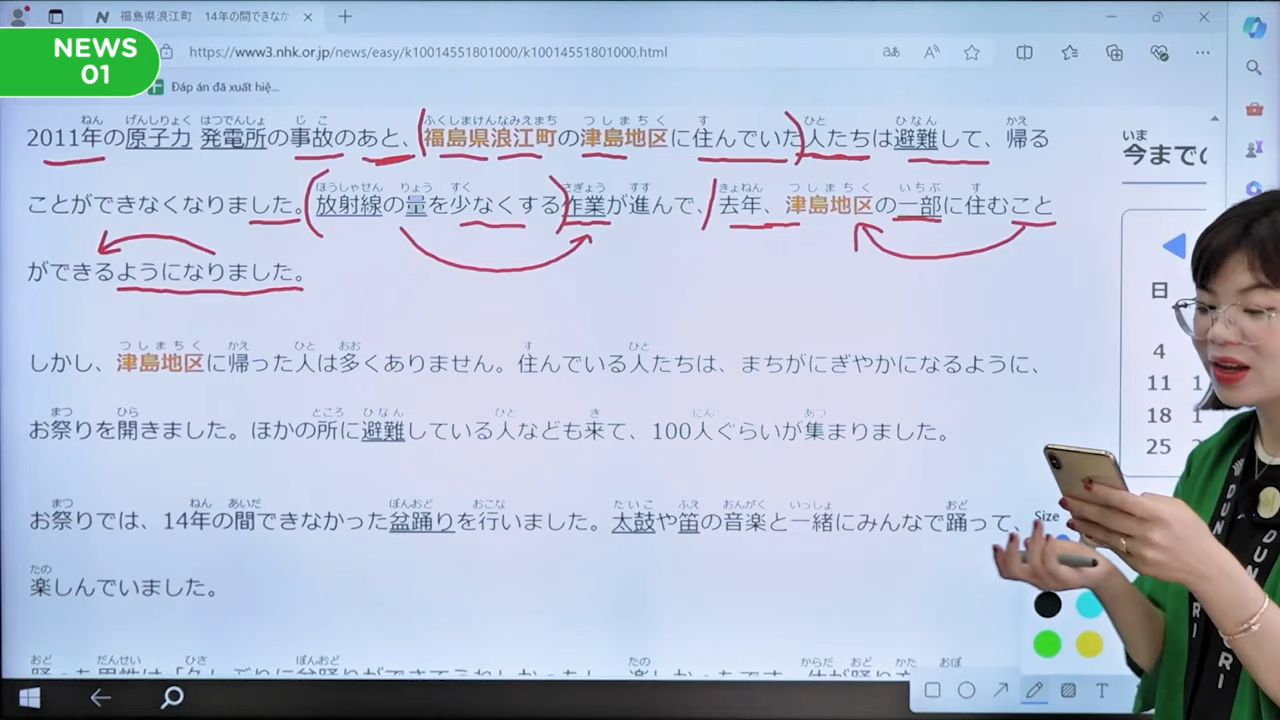 NEWS
01
福島県浪江町 14年の間できなか
https://www3.nhk.or.jp/news/easy/k10014551801000/k10014551801000.html
Đáp án đã xuất hiệ...
2011年の原子力 発電所の事故のあと、福島県浪江町の津島地区に住んでいた人たちは避難して、帰る
ことができなくなりました。放射線の量を少なくする作業が進んで、去年、津島地区の一部に住むこと
ができるようになりました。
しかし、津島地区に帰った人は多くありません。住んでいる人たちは、まちがにぎやかになるように、
お祭りを開きました。ほかの所に避難している人なども来て、100人ぐらいが集まりました。
お祭りでは、14年の間できなかった盆踊りを行いました。太鼓や笛の音楽と一緒にみんなで踊って、
楽しんでいました。
今までの
日
4
11 1
18 1
25
Size
T